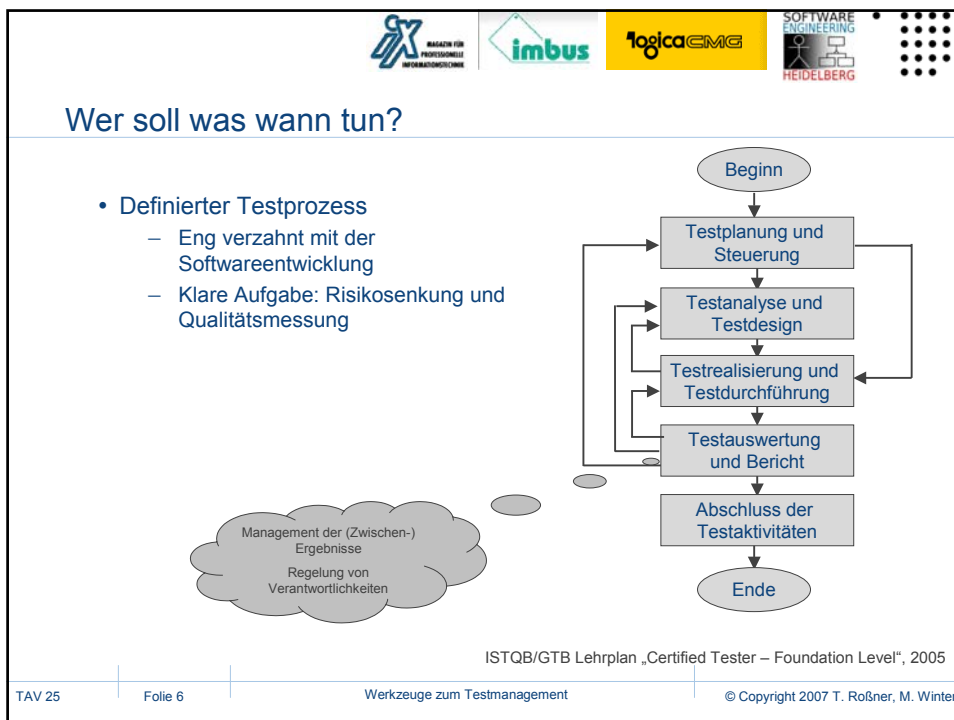 iX
MAGAZIN FÜR
PROFESSIONELLE
INFORMATIONSTECHNIK
imbus
logicaCMG
SOFTWARE
ENGINEERING
HEIDELBERG
Wer soll was wann tun?
• Definierter Testprozess
– Eng verzahnt mit der
Softwareentwicklung
– Klare Aufgabe: Risikosenkung und
Qualitätsmessung
Beginn
Testplanung und
Steuerung
Testanalyse und
Testdesign
Testrealisierung und
Testdurchführung
Testauswertung
und Bericht
Abschluss der
Testaktivitäten
Ende
Management der (Zwischen-)
Ergebnisse
Regelung von
Verantwortlichkeiten
ISTQB/GTB Lehrplan „Certified Tester – Foundation Level“, 2005
TAV 25
Folie 6
Werkzeuge zum Testmanagement
© Copyright 2007 T. Roßner, M. Winter